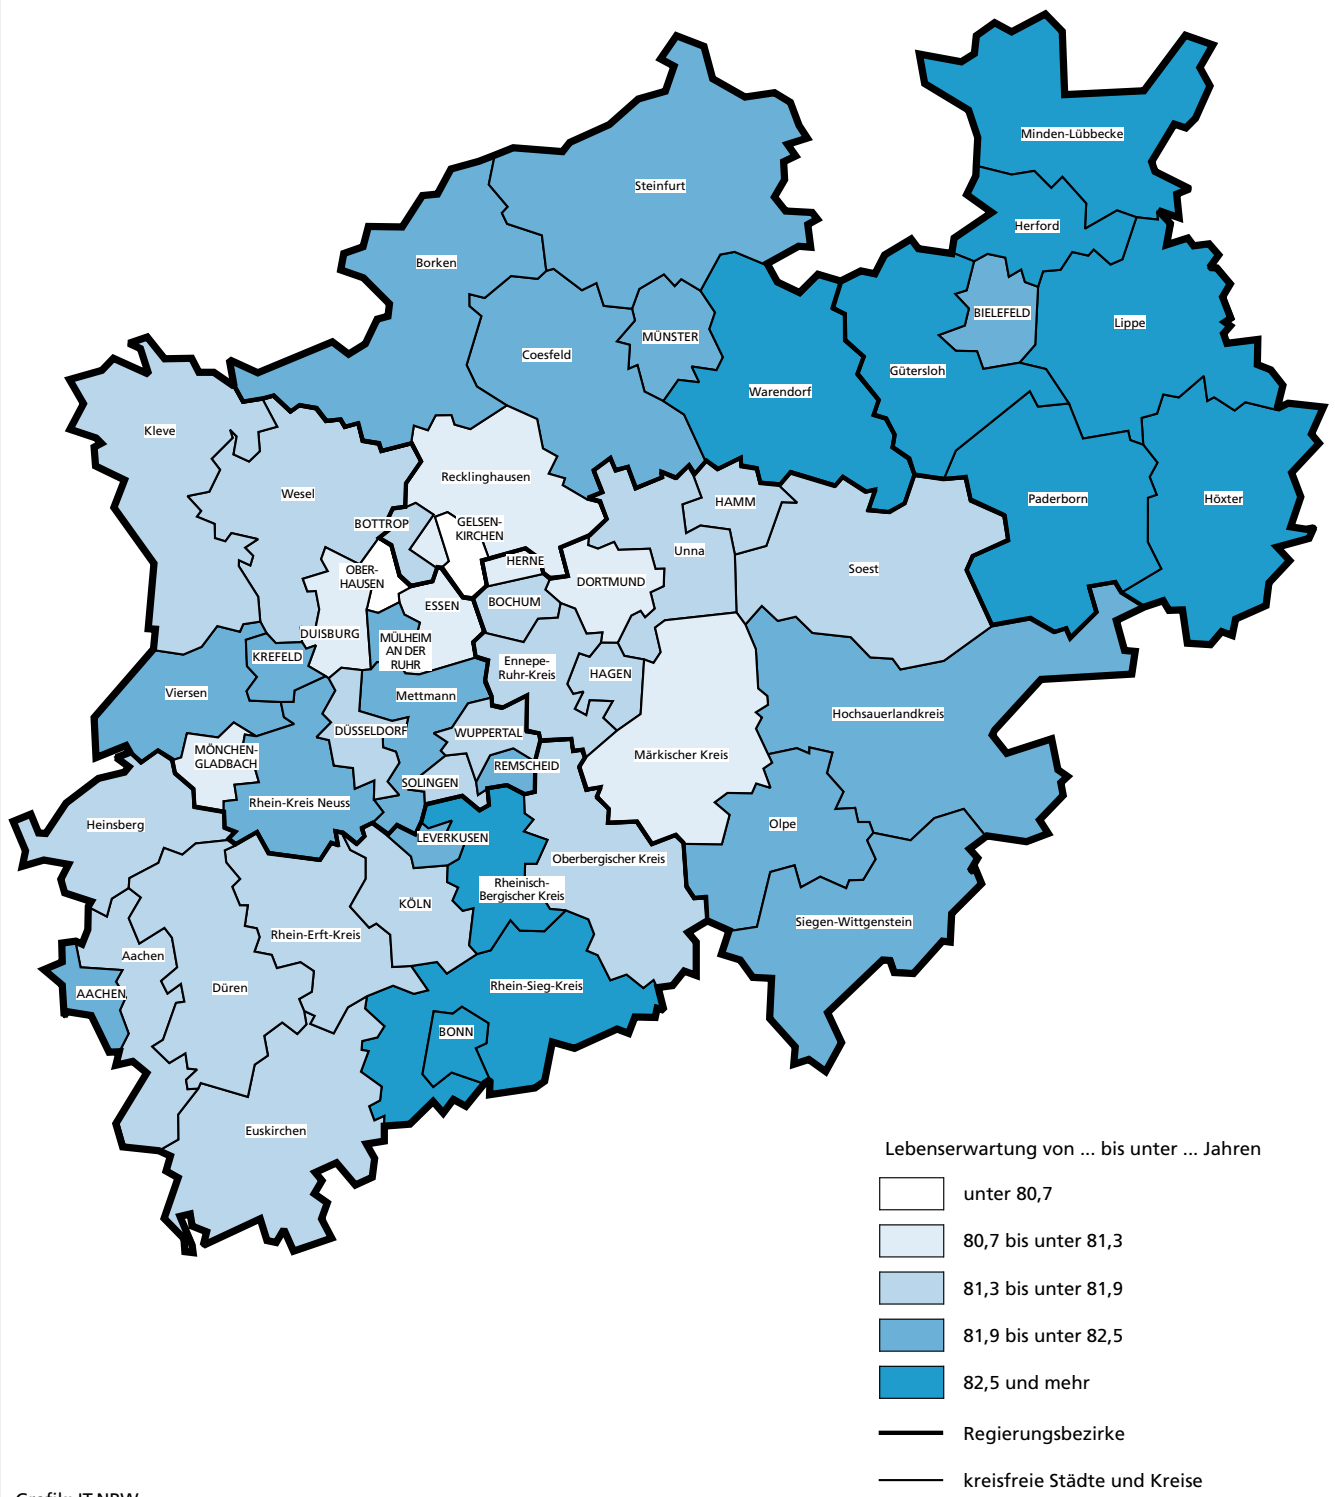 Minden-Lübbecke
Steinfurt
Herford
Borken
BIELEFELD
Lippe
MÜNSTER
Coesfeld
Gütersloh
Warendorf
Kleve
Recklinghausen
Wesel
Paderborn
Höxter
HAMM
BOTTROP
GELSEN-
KIRCHEN
Unna
HERNE
Soest
OBER-
HAUSEN
DORTMUND
ESSEN
BOCHUM
DUISBURG
MÜLHEIM
AN DER
RUHR
KREFELD
Ennepe-
Ruhr-Kreis
HAGEN
Viersen
Mettmann
Hochsauerlandkreis
DÜSSELDORF
WUPPERTAL
MÖNCHEN-
GLADBACH
Märkischer Kreis
REMSCHEID
SOLINGEN
Rhein-Kreis Neuss
Heinsberg
Olpe
LEVERKUSEN
Oberbergischer Kreis
Rheinisch-
Bergischer Kreis
KÖLN
Siegen-Wittgenstein
Rhein-Erft-Kreis
Aachen
Düren
Rhein-Sieg-Kreis
AACHEN
BONN
Euskirchen
Lebenserwartung von ... bis unter ... Jahren
unter 80,7
80,7 bis unter 81,3
81,3 bis unter 81,9
81,9 bis unter 82,5
82,5 und mehr
Regierungsbezirke
kreisfreie Städte und Kreise
Grafik: IT.NRW